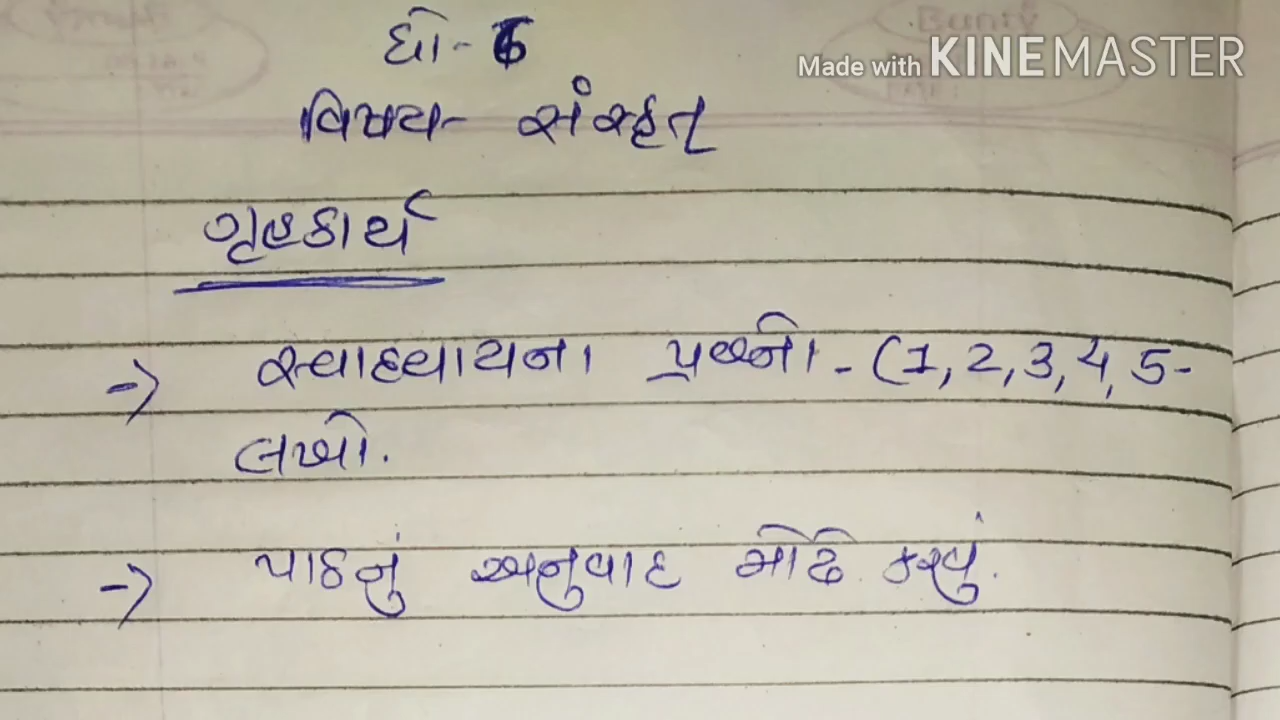 ધો-6
Made with KINEMASTER
વિષય- સંસ્કૃત્
ગૃહકાર્ય
-> સ્વાધ્યાયના પ્રશ્નો - (1,2,3,4,5-
લખો.
-> પાઠનું અનુવાદ મોઢે કરવું.